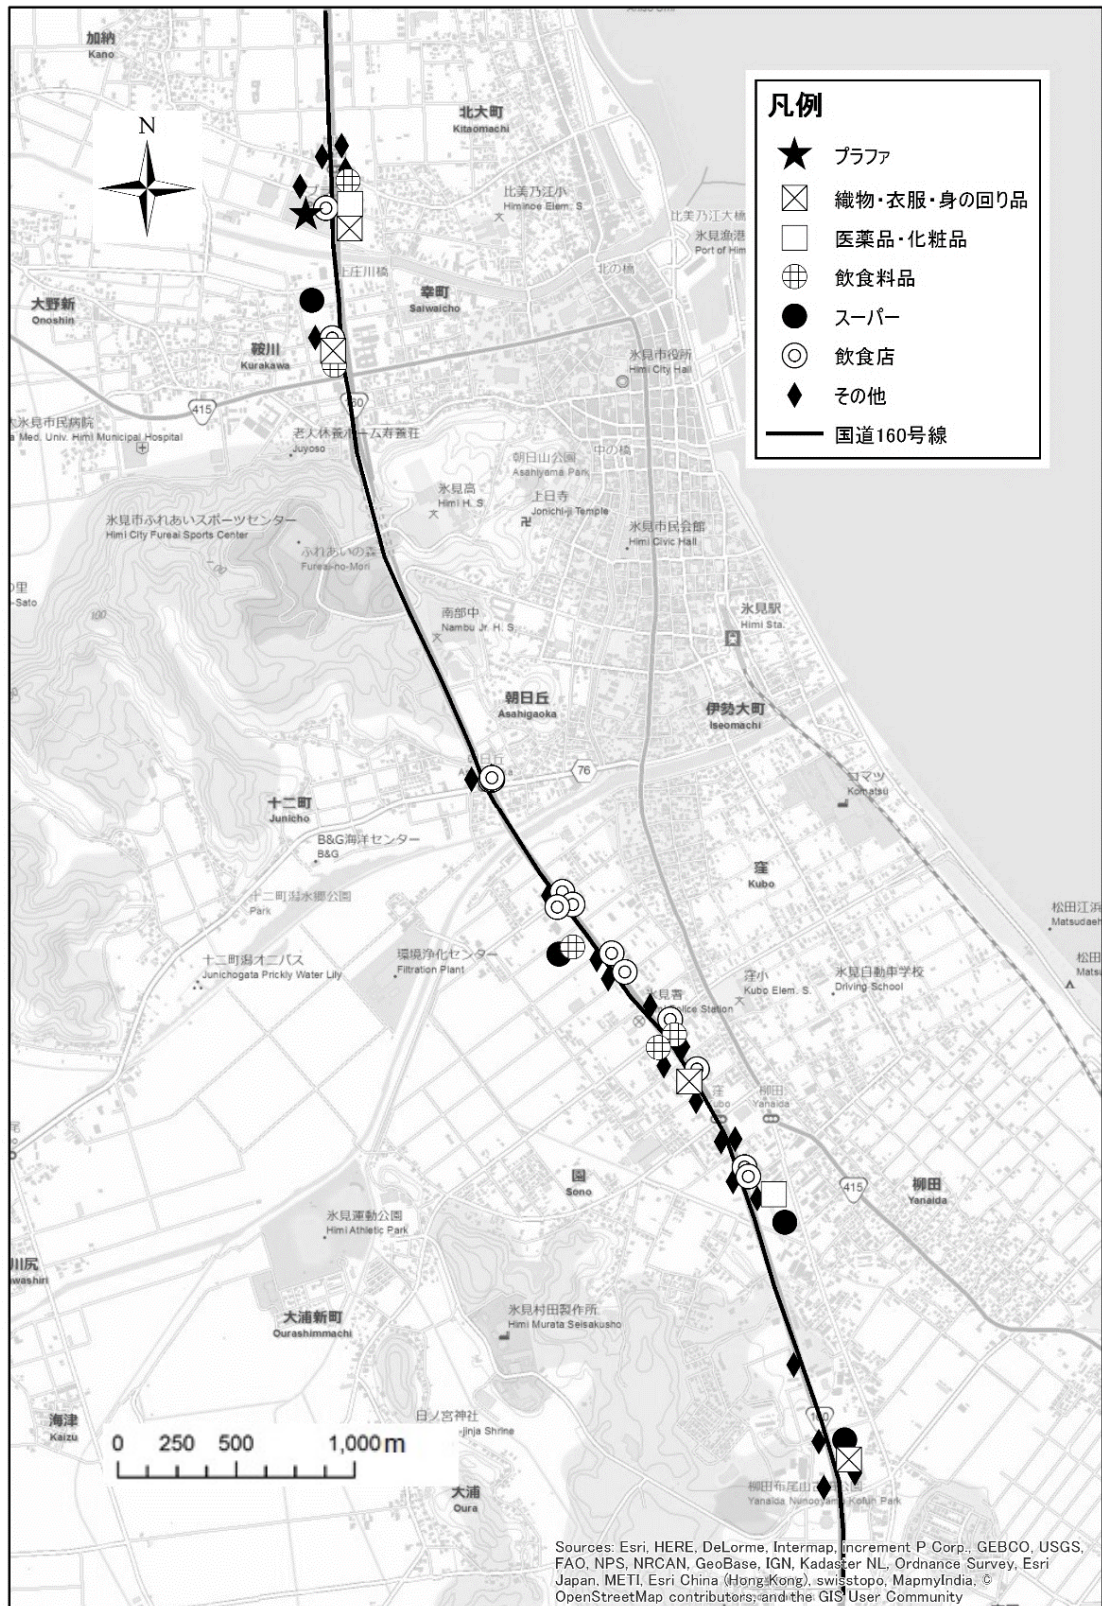 加納
Kano
N
北大町
Kitaomachi
比美乃江小
Himinoe Elem. S.
比美乃江大橋
氷見漁港
Port of Him
北の橋
上庄川橋
幸町
Saiwaicho
大野新
Onoshin
鞍川
Kurakawa
氷見市役所
Himi City Hall
415
160
氷見市民病院
a Med. Univ. Himi Municipal Hospital
老人休養ホーム寿養荘
Juyoso
朝日山公園
Asahiyama Park
中の橋
氷見高
Himi H. S.
上日寺
Jonichi-ji Temple
氷見市ふれあいスポーツセンター
Himi City Fureai Sports Center
氷見市民会館
Himi Civic Hall
ふれあいの森
Fureai-no-Mori
の里
-Sato
南部中
Nambu Jr. H. S.
氷見駅
Himi Sta.
朝日丘
Asahigaoka
伊勢大町
Iseomachi
76
コマツ
Komatsu
十二町
Junicho
B&G海洋センター
B&G
窪
Kubo
十二町潟水郷公園
Park
松田江浜
Matsudaeh
十二町潟オニバス
Junichogata Prickly Water Lily
環境浄化センター
Filtration Plant
窪小
Kubo Elem. S.
氷見自動車学校
Driving School
松田
Matsu
氷見署
Police Station
窪
柳田
Yanaida
園
Sono
415
柳田
Yanaida
氷見運動公園
Himi Athletic Park
川尻
washiri
大浦新町
Ourashimmachi
氷見村田製作所
Himi Murata Seisakusho
海津
Kaizu
日ノ宮神社
-jinja Shrine
0 250 500 1,000 m
大浦
Oura
柳田布尾山古墳公園
Yanaida Nunooyama Kofun Park
凡例
プラファ
織物・衣服・身の回り品
医薬品・化粧品
飲食料品
スーパー
飲食店
その他
国道160号線
Sources: Esri, HERE, DeLorme, Intermap, increment P Corp., GEBCO, USGS,
FAO, NPS, NRCAN, GeoBase, IGN, Kadaster NL, Ordnance Survey, Esri
Japan, METI, Esri China (Hong Kong), swisstopo, MapmyIndia, ©
OpenStreetMap contributors, and the GIS User Community